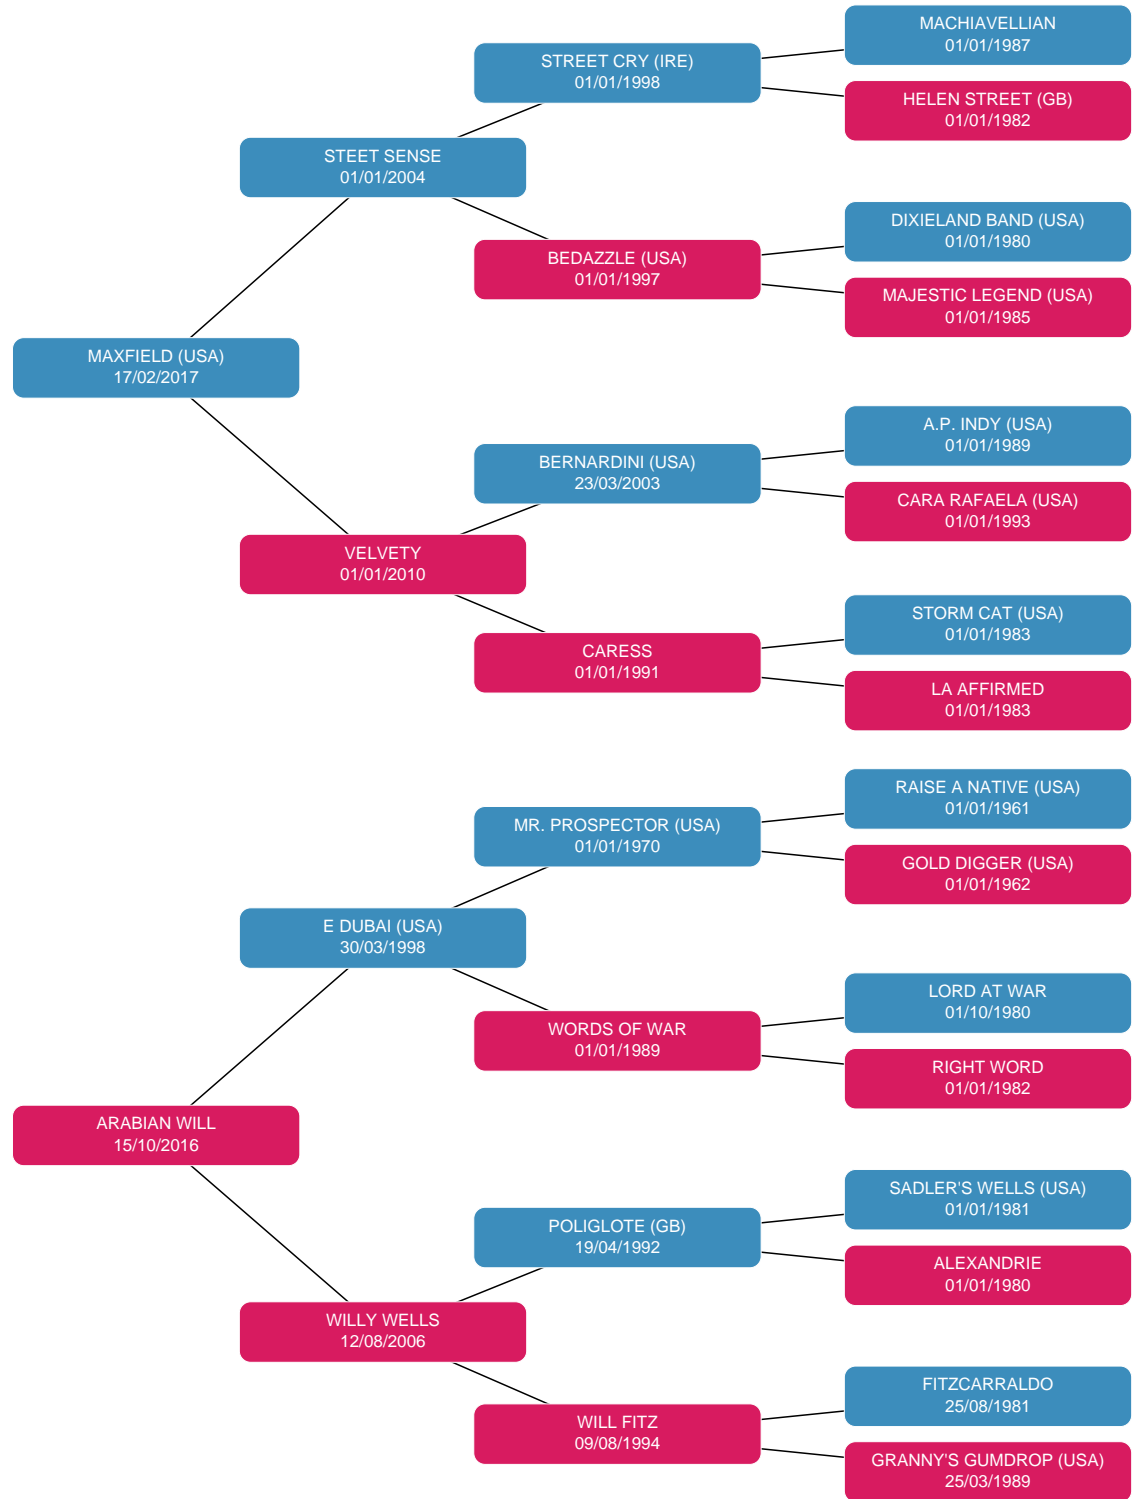 MACHIAVELLIAN
01/01/1987
STREET CRY (IRE)
01/01/1998
HELEN STREET (GB)
01/01/1982
STEET SENSE
01/01/2004
DIXIELAND BAND (USA)
01/01/1980
BEDAZZLE (USA)
01/01/1997
MAJESTIC LEGEND (USA)
01/01/1985
MAXFIELD (USA)
17/02/2017
A.P. INDY (USA)
01/01/1989
BERNARDINI (USA)
23/03/2003
CARA RAFAELA (USA)
01/01/1993
VELVETY
01/01/2010
STORM CAT (USA)
01/01/1983
CARESS
01/01/1991
LA AFFIRMED
01/01/1983
RAISE A NATIVE (USA)
01/01/1961
MR. PROSPECTOR (USA)
01/01/1970
GOLD DIGGER (USA)
01/01/1962
E DUBAI (USA)
30/03/1998
LORD AT WAR
01/10/1980
WORDS OF WAR
01/01/1989
RIGHT WORD
01/01/1982
ARABIAN WILL
15/10/2016
SADLER'S WELLS (USA)
01/01/1981
POLIGLOTE (GB)
19/04/1992
ALEXANDRIE
01/01/1980
WILLY WELLS
12/08/2006
FITZCARRALDO
25/08/1981
WILL FITZ
09/08/1994
GRANNY'S GUMDROP (USA)
25/03/1989